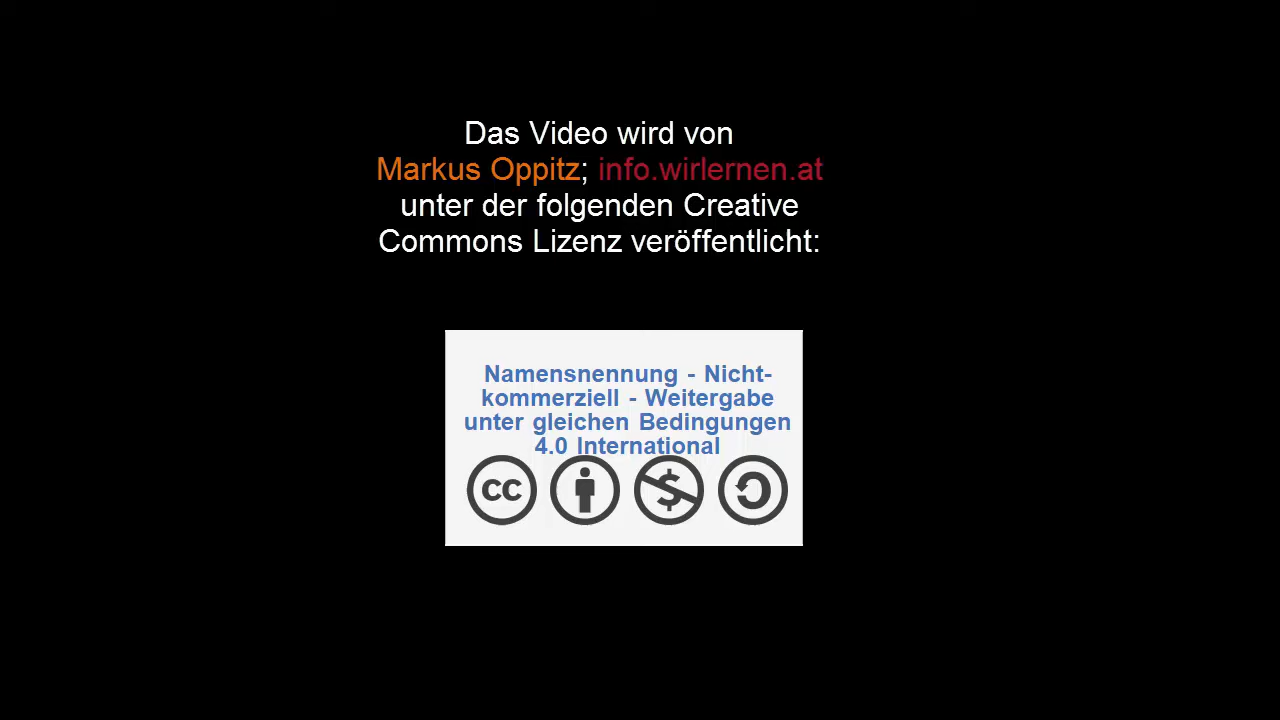 Das Video wird von
Markus Oppitz; info.wirlernen.at
unter der folgenden Creative
Commons Lizenz veröffentlicht:
Namensnennung - Nicht-
kommerziell - Weitergabe
unter gleichen Bedingungen
4.0 International